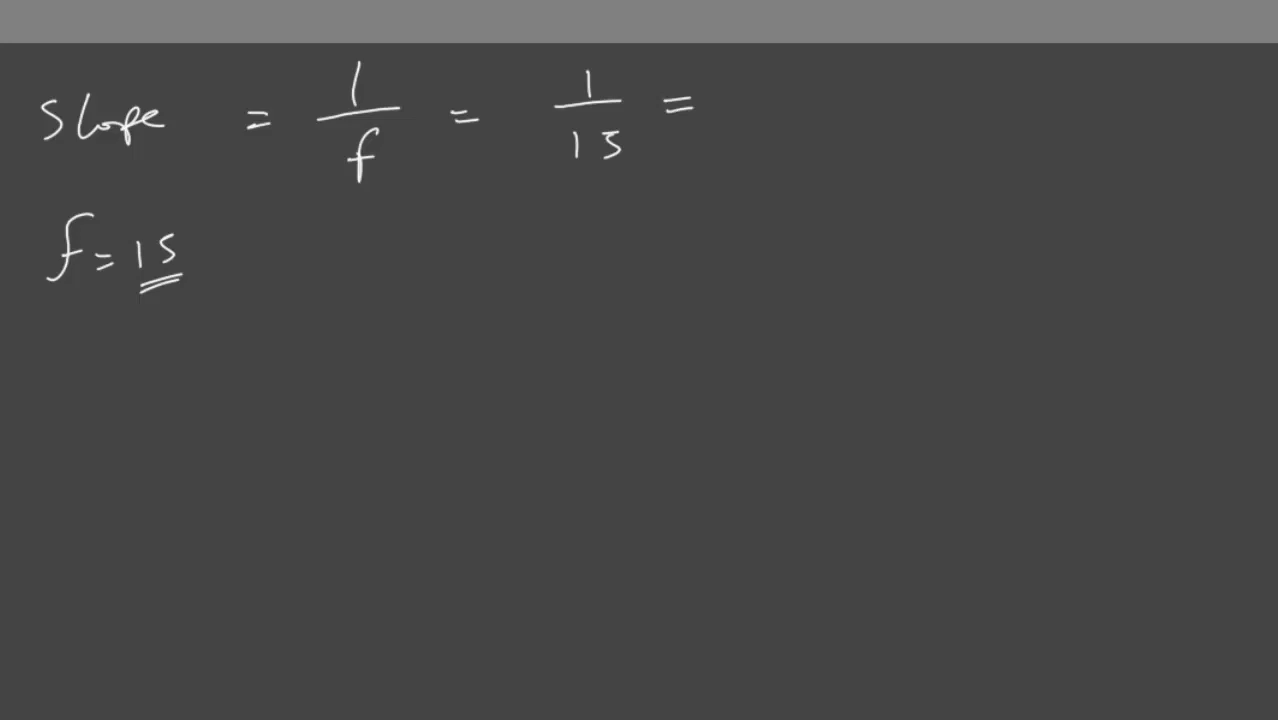 slope = 1/f = 1/15 =
f = 15